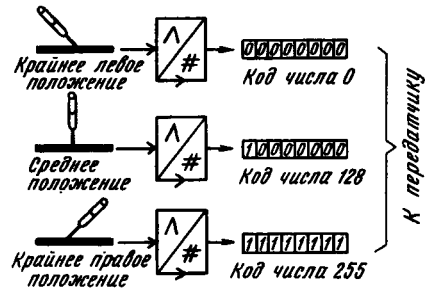 Λ
#
00000000
Крайнее левое
положение
Код числа 0
Λ
#
10000000
Среднее
положение
Код числа 128
Λ
#
11111111
Крайнее правое
положение
Код числа 255
К передатчику